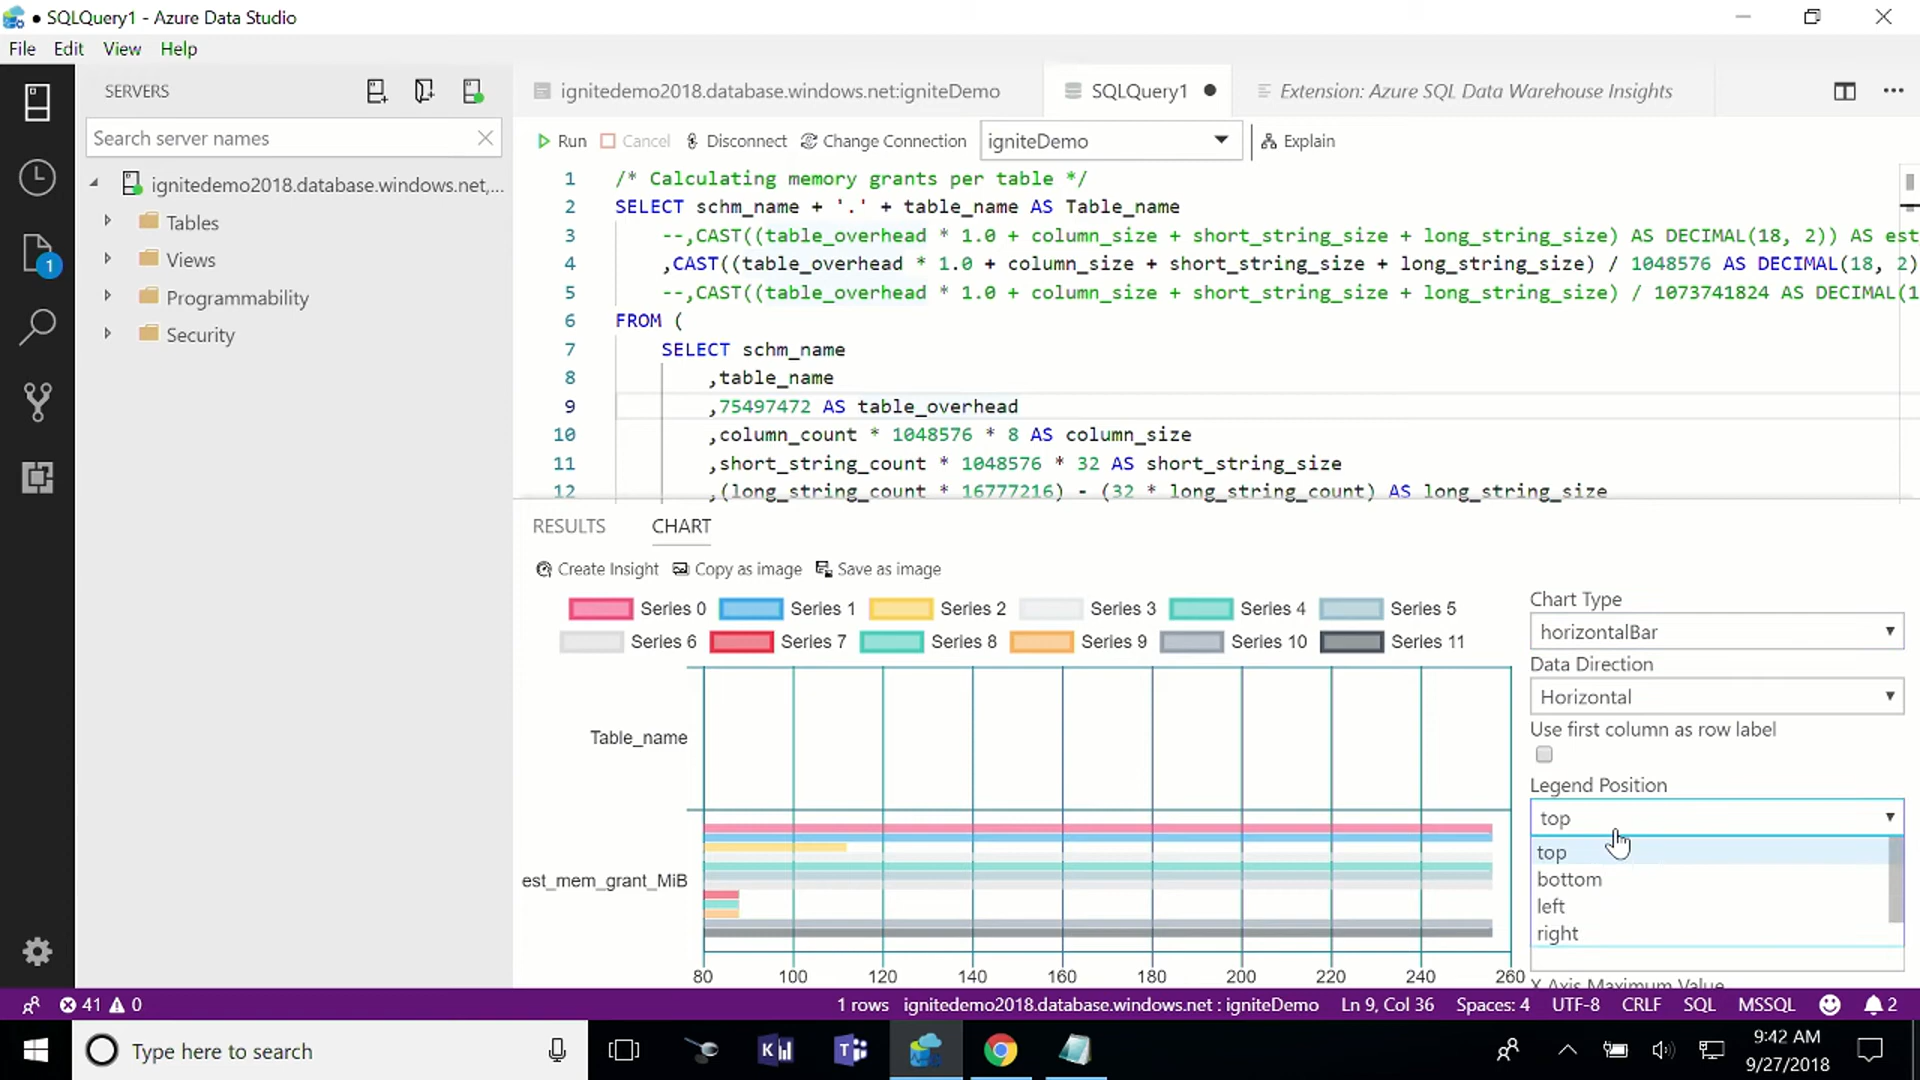 ● SQLQuery1 - Azure Data Studio
File Edit View Help
SERVERS
Search server names
ignitedemo2018.database.windows.net,...
Tables
Views
Programmability
Security
1
ignitedemo2018.database.windows.net:igniteDemo
SQLQuery1 ●
Extension: Azure SQL Data Warehouse Insights
Run Cancel Disconnect Change Connection igniteDemo Explain
1 /* Calculating memory grants per table */
2 SELECT schm_name + '.' + table_name AS Table_name
3 --,CAST((table_overhead * 1.0 + column_size + short_string_size + long_string_size) AS DECIMAL(18, 2)) AS est
4 ,CAST((table_overhead * 1.0 + column_size + short_string_size + long_string_size) / 1048576 AS DECIMAL(18, 2)
5 --,CAST((table_overhead * 1.0 + column_size + short_string_size + long_string_size) / 1073741824 AS DECIMAL(1
6 FROM (
7 SELECT schm_name
8 ,table_name
9 ,75497472 AS table_overhead
10 ,column_count * 1048576 * 8 AS column_size
11 ,short_string_count * 1048576 * 32 AS short_string_size
12 ,(long_string_count * 16777216) - (32 * long_string_count) AS long_string_size
RESULTS CHART
Create Insight Copy as image Save as image
Series 0 Series 1 Series 2 Series 3 Series 4 Series 5
Series 6 Series 7 Series 8 Series 9 Series 10 Series 11
Table_name
est_mem_grant_MiB
80 100 120 140 160 180 200 220 240 260
Chart Type
horizontalBar
Data Direction
Horizontal
Use first column as row label
Legend Position
top
top
bottom
left
right
X Axis Maximum Value
41 0 1 rows ignitedemo2018.database.windows.net : igniteDemo Ln 9, Col 36 Spaces: 4 UTF-8 CRLF SQL MSSQL 2
Type here to search
9:42 AM
9/27/2018